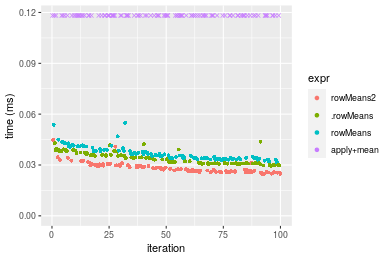 0.12
0.09
0.06
0.03
0.00
time (ms)
0
25
50
75
100
iteration
expr
rowMeans2
.rowMeans
rowMeans
apply+mean